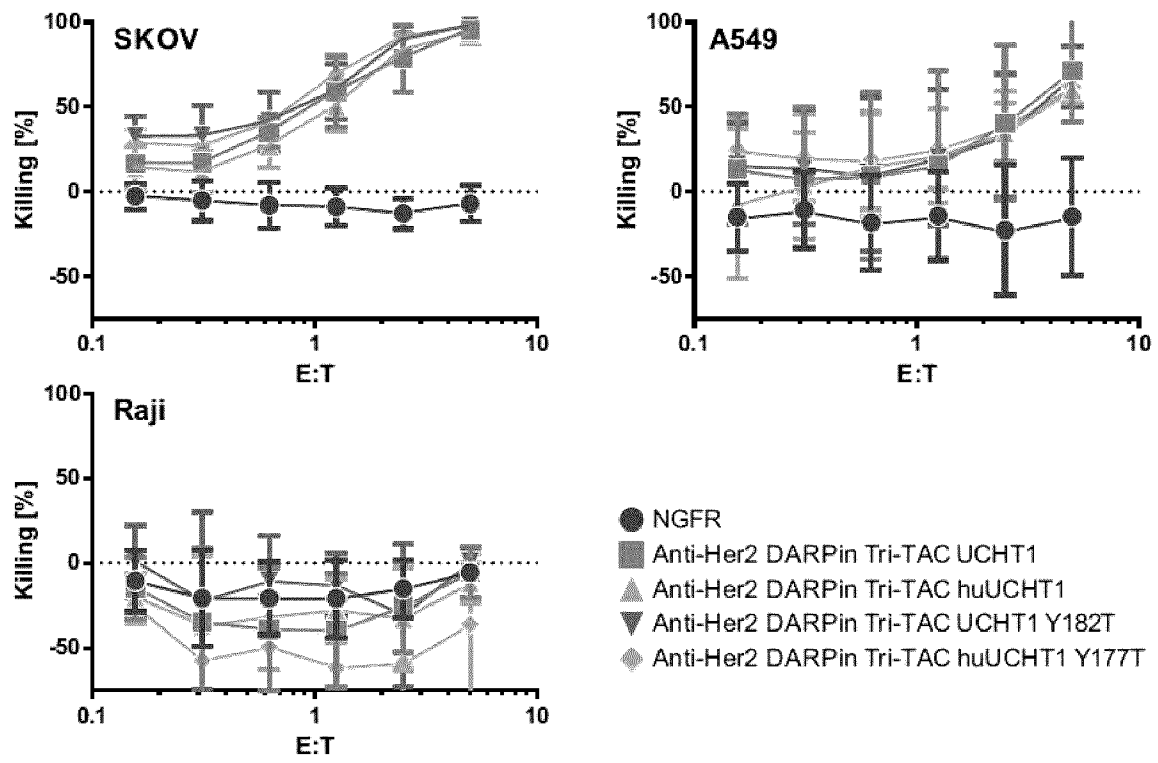 SKOV
Killing [%]
100
50
0
-50
0.1
1
10
E:T
A549
Killing [%]
100
50
0
-50
0.1
1
10
E:T
Raji
Killing [%]
100
50
0
-50
0.1
1
10
E:T
NGFR
Anti-Her2 DARPin Tri-TAC UCHT1
Anti-Her2 DARPin Tri-TAC huUCHT1
Anti-Her2 DARPin Tri-TAC UCHT1 Y182T
Anti-Her2 DARPin Tri-TAC huUCHT1 Y177T